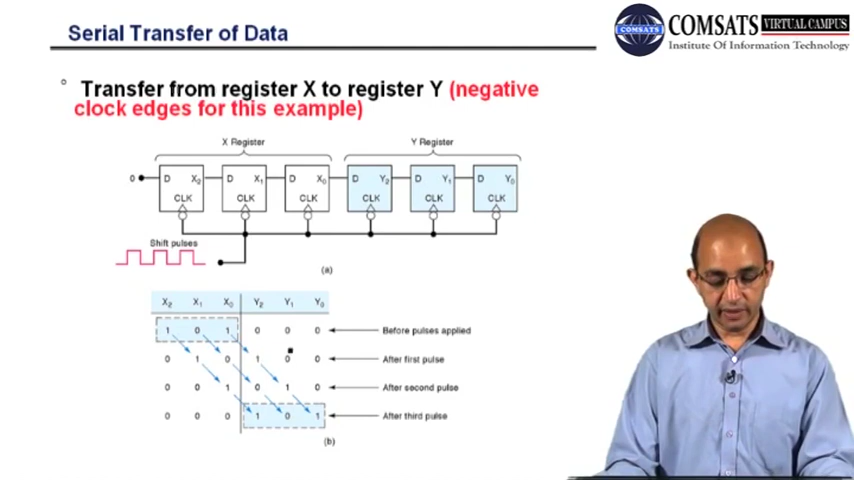 Serial Transfer of Data
COMSATS VIRTUAL CAMPUS
COMSATS
Institute Of Information Technology
° Transfer from register X to register Y (negative
clock edges for this example)
X Register Y Register
0 D X2 D X1 D X0 D Y2 D Y1 D Y0
CLK CLK CLK CLK CLK CLK
Shift pulses
(a)
X2 X1 X0 Y2 Y1 Y0
1 0 1 0 0 0 Before pulses applied
0 1 0 1 0 0 After first pulse
0 0 1 0 1 0 After second pulse
0 0 0 1 0 1 After third pulse
(b)